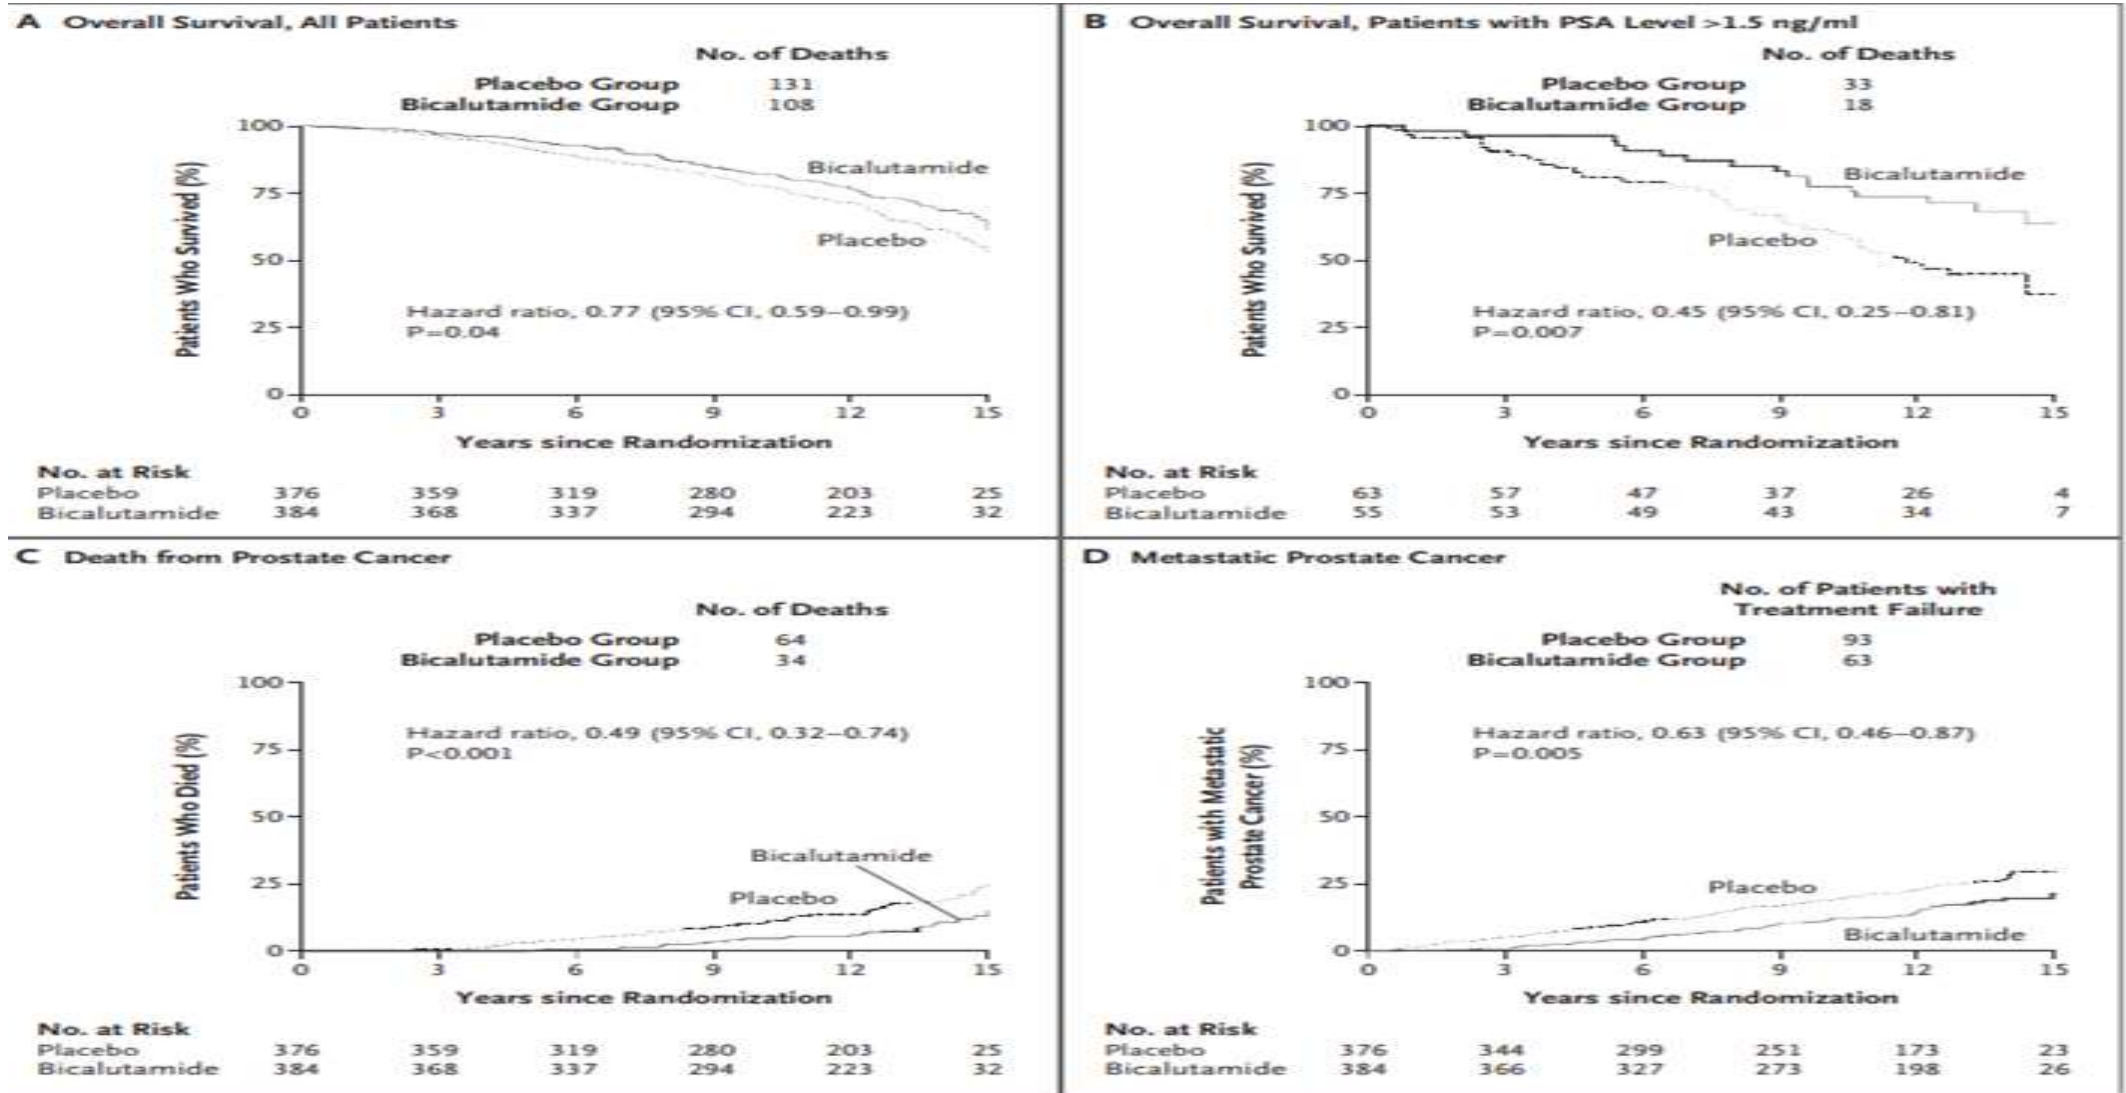 A Overall Survival, All Patients
No. of Deaths
Placebo Group 131
Bicalutamide Group 108
100
75
50
25
0
Patients Who Survived (%)
Bicalutamide
Placebo
Hazard ratio, 0.77 (95% CI, 0.59–0.99)
P=0.04
0 3 6 9 12 15
Years since Randomization
No. at Risk
Placebo 376 359 319 280 203 25
Bicalutamide 384 368 337 294 223 32
B Overall Survival, Patients with PSA Level >1.5 ng/ml
No. of Deaths
Placebo Group 33
Bicalutamide Group 18
100
75
50
25
0
Patients Who Survived (%)
Bicalutamide
Placebo
Hazard ratio, 0.45 (95% CI, 0.25–0.81)
P=0.007
0 3 6 9 12 15
Years since Randomization
No. at Risk
Placebo 63 57 47 37 26 4
Bicalutamide 55 53 49 43 34 7
C Death from Prostate Cancer
No. of Deaths
Placebo Group 64
Bicalutamide Group 34
100
75
50
25
0
Patients Who Died (%)
Hazard ratio, 0.49 (95% CI, 0.32–0.74)
P<0.001
Bicalutamide
Placebo
0 3 6 9 12 15
Years since Randomization
No. at Risk
Placebo 376 359 319 280 203 25
Bicalutamide 384 368 337 294 223 32
D Metastatic Prostate Cancer
No. of Patients with
Treatment Failure
Placebo Group 93
Bicalutamide Group 63
100
75
50
25
0
Patients with Metastatic
Prostate Cancer (%)
Hazard ratio, 0.63 (95% CI, 0.46–0.87)
P=0.005
Placebo
Bicalutamide
0 3 6 9 12 15
Years since Randomization
No. at Risk
Placebo 376 344 299 251 173 23
Bicalutamide 384 366 327 273 198 26